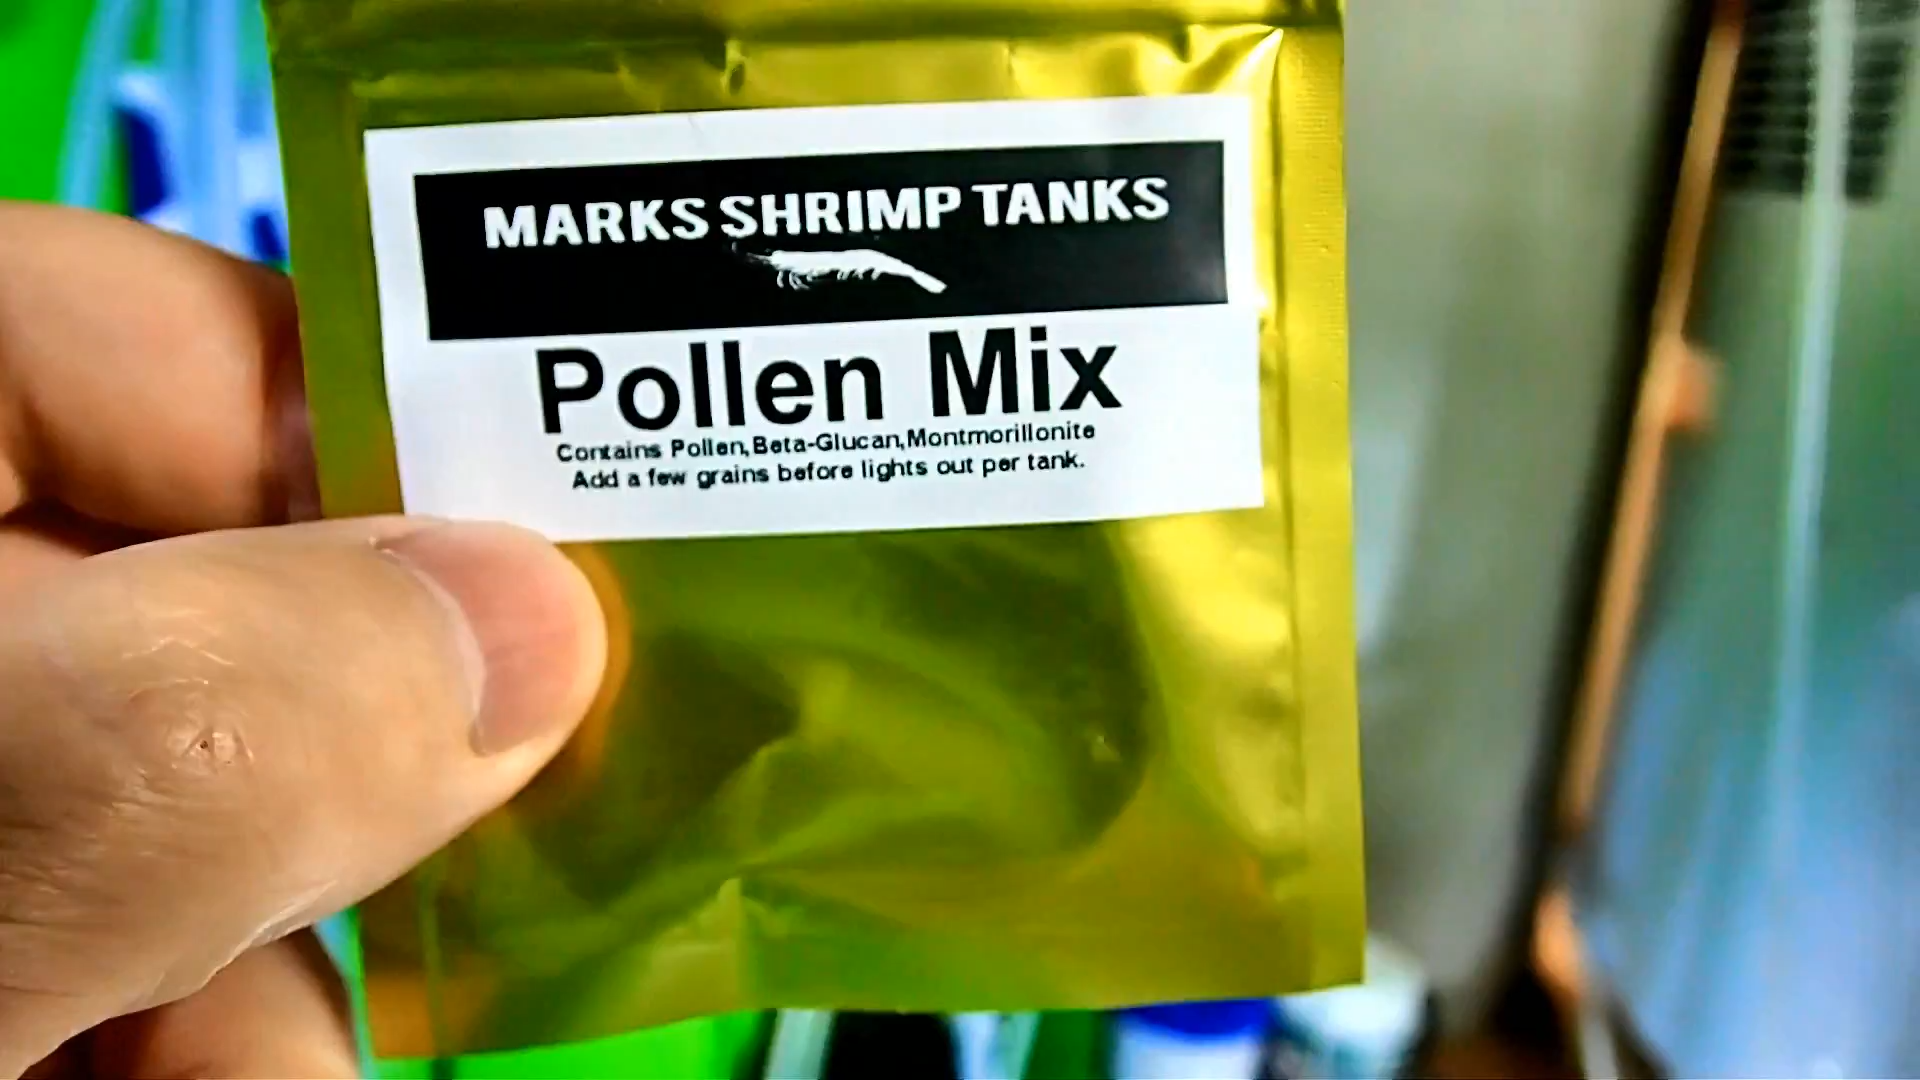 MARKS SHRIMP TANKS
Pollen Mix
Contains Pollen,Beta-Glucan,Montmorillonite
Add a few grains before lights out per tank.